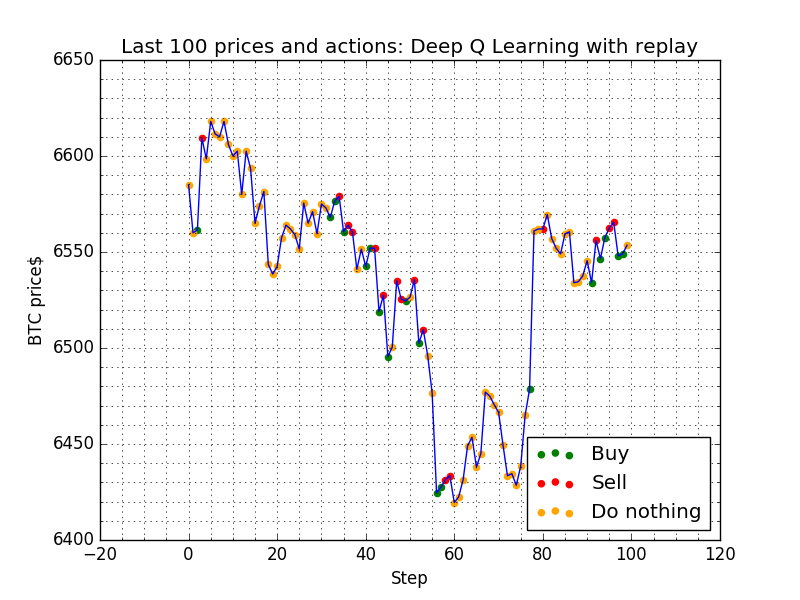 Last 100 prices and actions: Deep Q Learning with replay
6650
6600
6550
6500
6450
6400
BTC price$
Buy
Sell
Do nothing
−20 0 20 40 60 80 100 120
Step